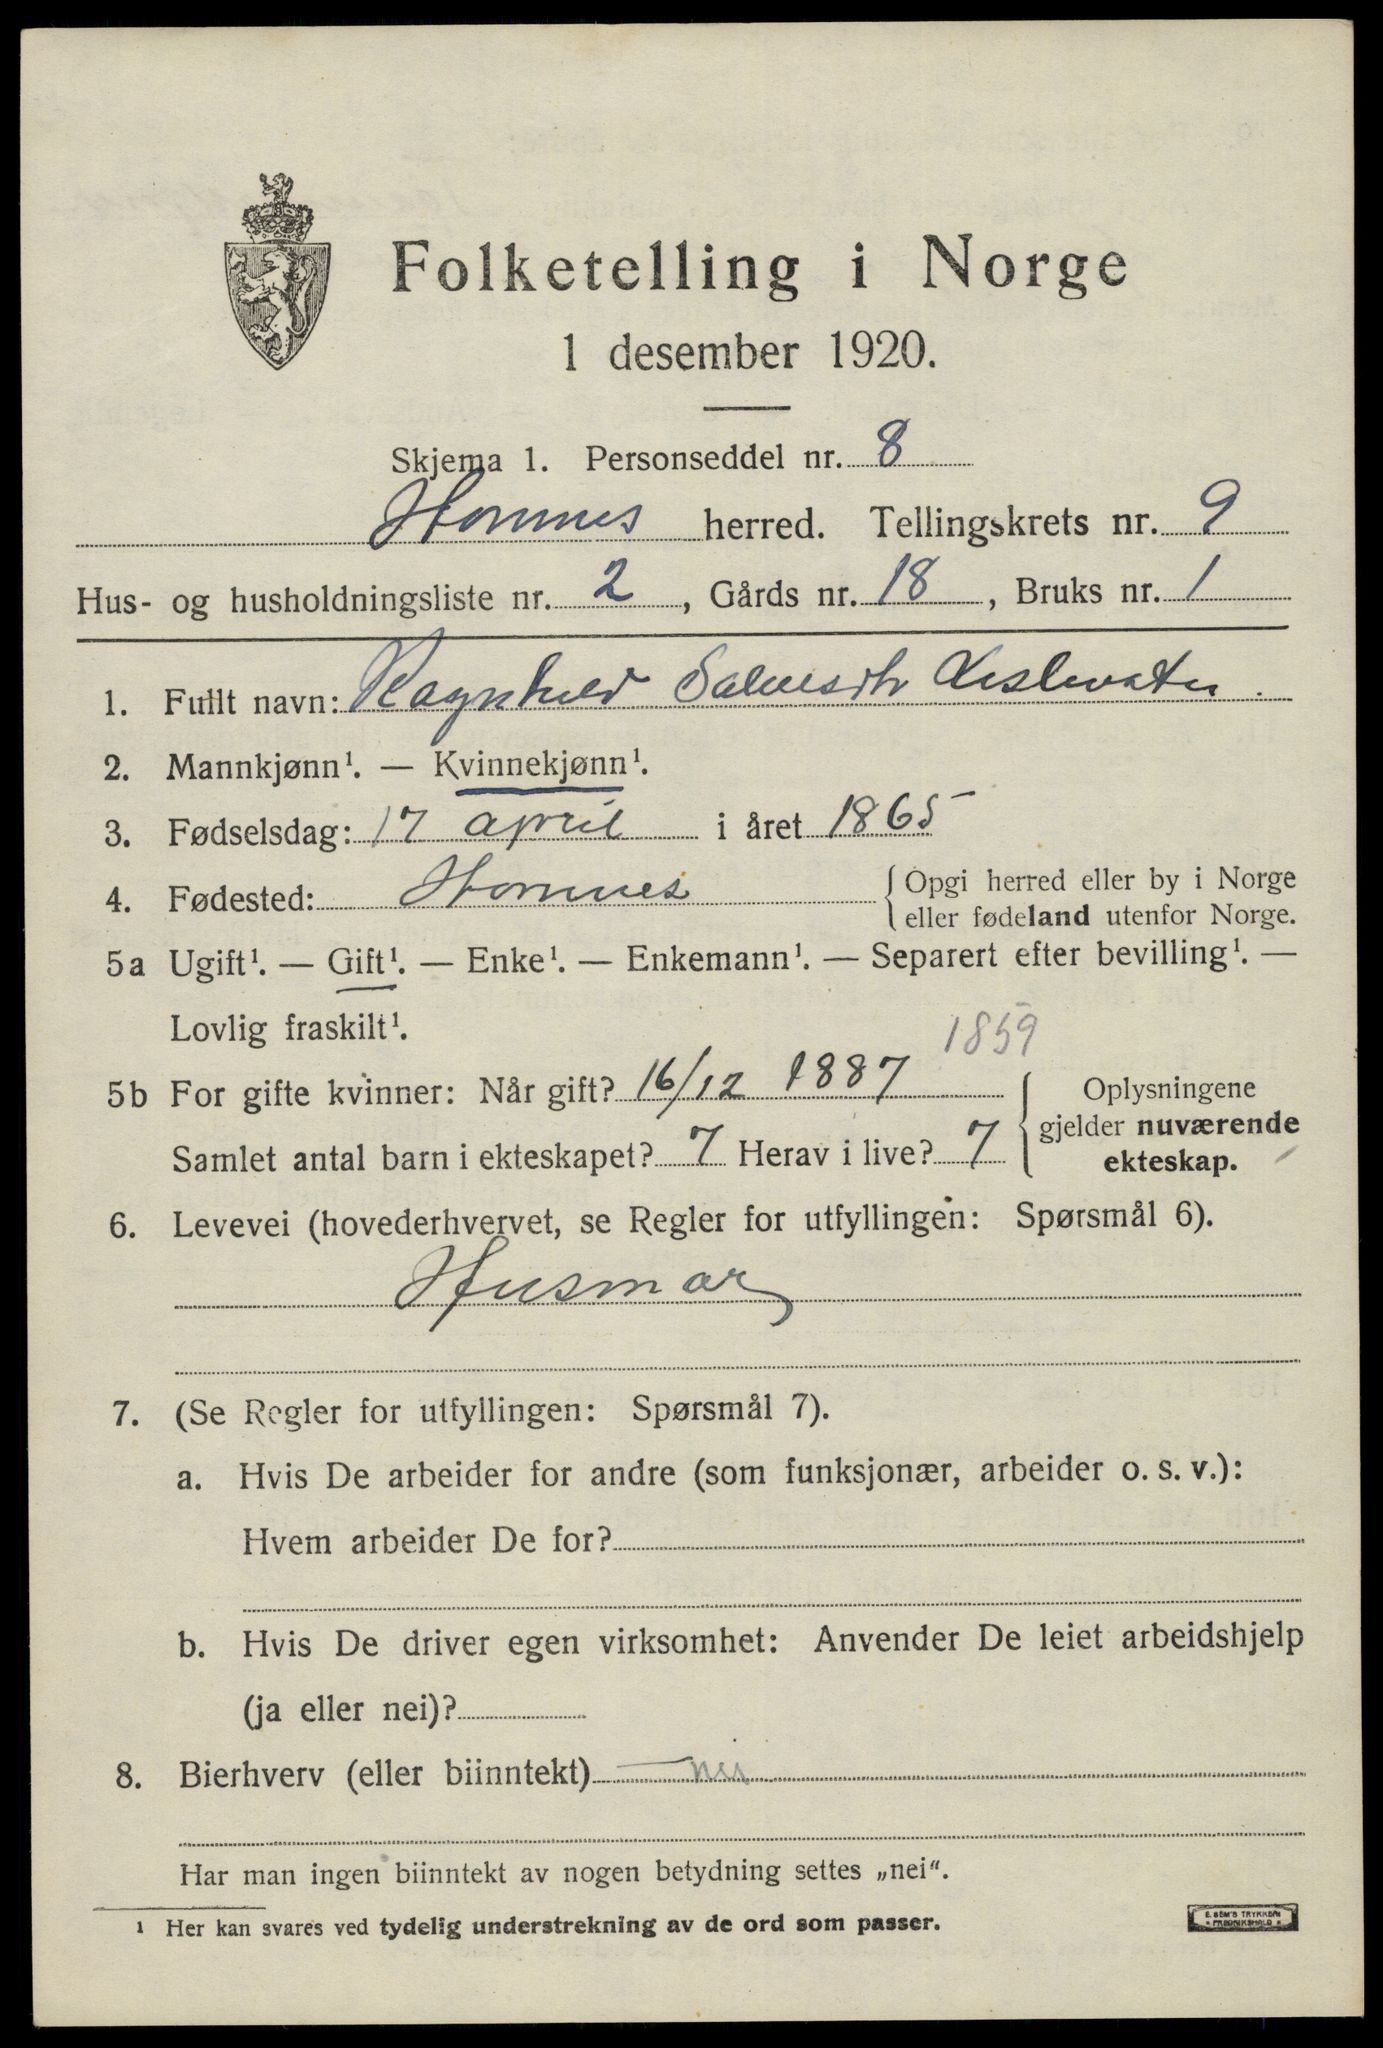 Folketelling i Norge
1 desember 1920.
Skjema 1. Personseddel nr. 8
Hornnes herred. Tellingskrets nr. 9
Hus- og husholdningsliste nr. 2, Gårds nr. 18, Bruks nr. 1
1. Fullt navn: Ragnhild Salvesdtr
2. Mannkjønn¹. — Kvinnekjønn¹.
3. Fødselsdag: 17 april i året 1865
4. Fødested: Hornnes { Opgi herred eller by i Norge
eller fødeland utenfor Norge.
5a Ugift¹. — Gift¹. — Enke¹. — Enkemann¹. — Separert efter bevilling¹. —
Lovlig fraskilt¹.
1859
5b For gifte kvinner: Når gift? 16/12 1887
Samlet antal barn i ekteskapet? 7 Herav i live? 7
{ Oplysningene
gjelder nuværende
ekteskap.
6. Levevei (hovederhvervet, se Regler for utfyllingen: Spørsmål 6).
Husmor
7. (Se Regler for utfyllingen: Spørsmål 7).
a. Hvis De arbeider for andre (som funksjonær, arbeider o. s. v.):
Hvem arbeider De for?
b. Hvis De driver egen virksomhet: Anvender De leiet arbeidshjelp
(ja eller nei)?
8. Bierhverv (eller biinntekt) — nei
Har man ingen biinntekt av nogen betydning settes „nei".
¹ Her kan svares ved tydelig understrekning av de ord som passer.
E. SEM'S TRYKKERI
* FREDRIKSHALD *